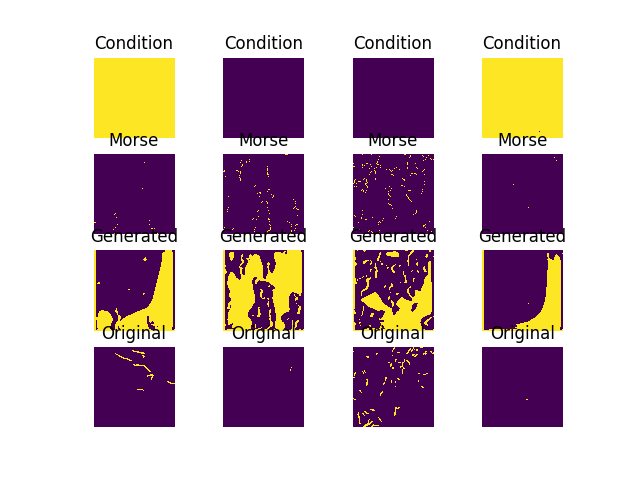 Condition Condition Condition Condition
Morse Morse Morse Morse
Generated Generated Generated Generated
Original Original Original Original